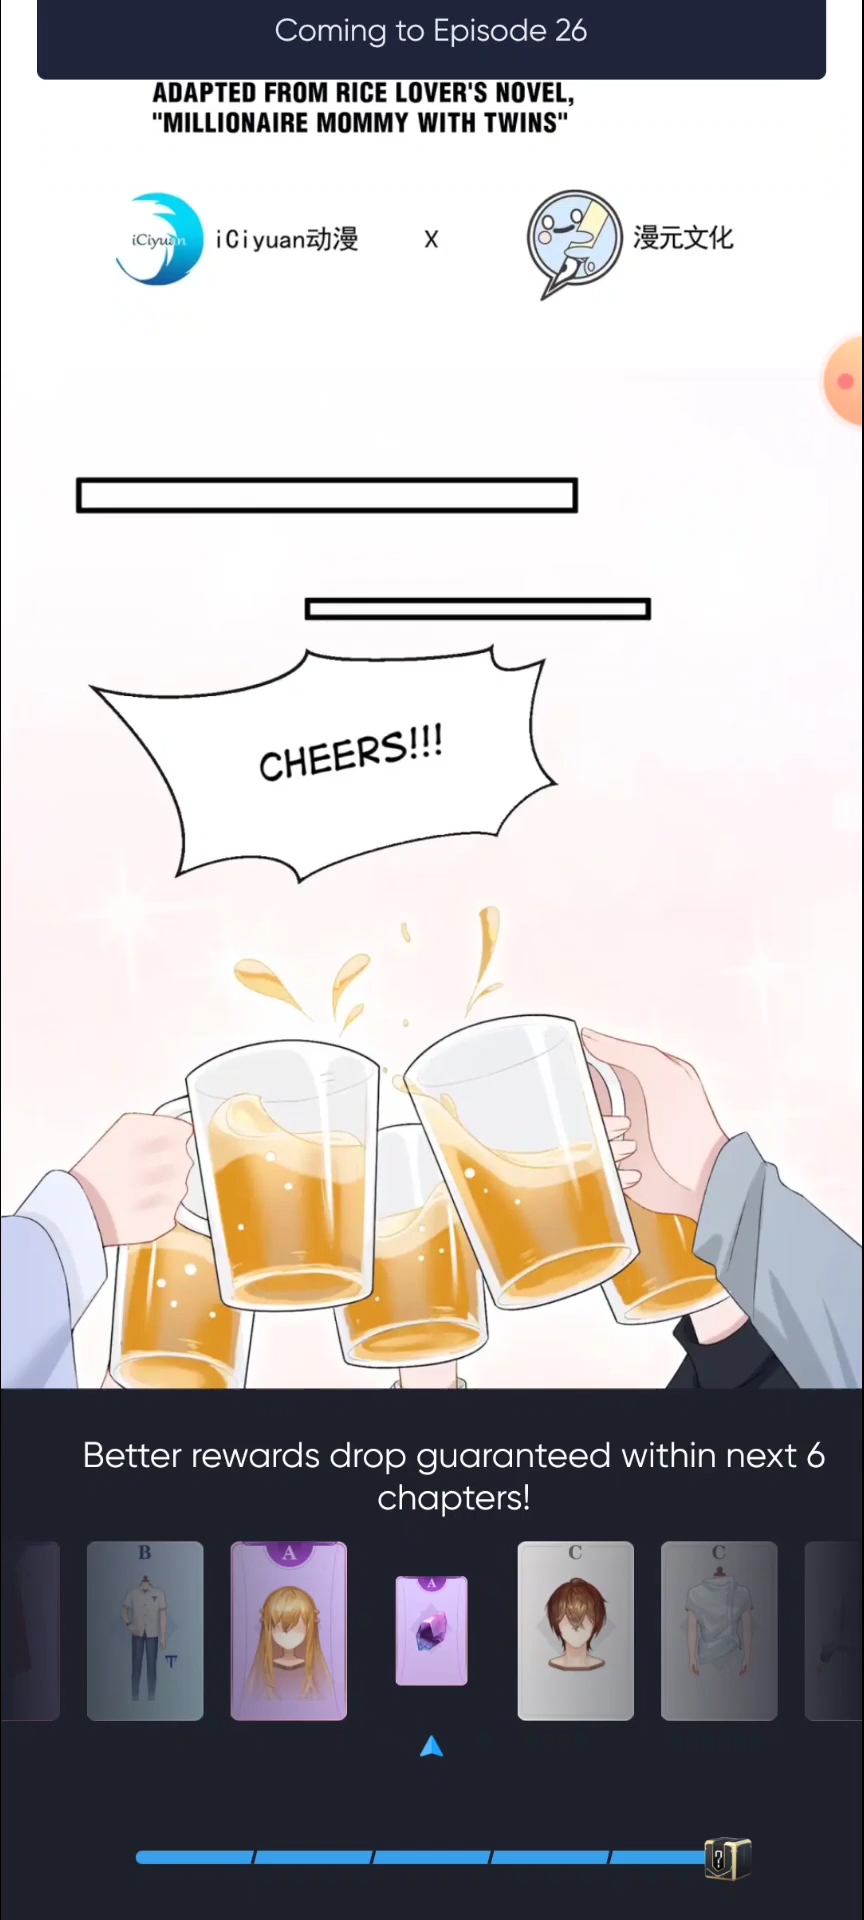 Coming to Episode 26
ADAPTED FROM RICE LOVER'S NOVEL,
"MILLIONAIRE MOMMY WITH TWINS"
iCiyuan
iCiyuan动漫
X
漫元文化
CHEERS!!!
Better rewards drop guaranteed within next 6
chapters!
B
A
A
C
C
?